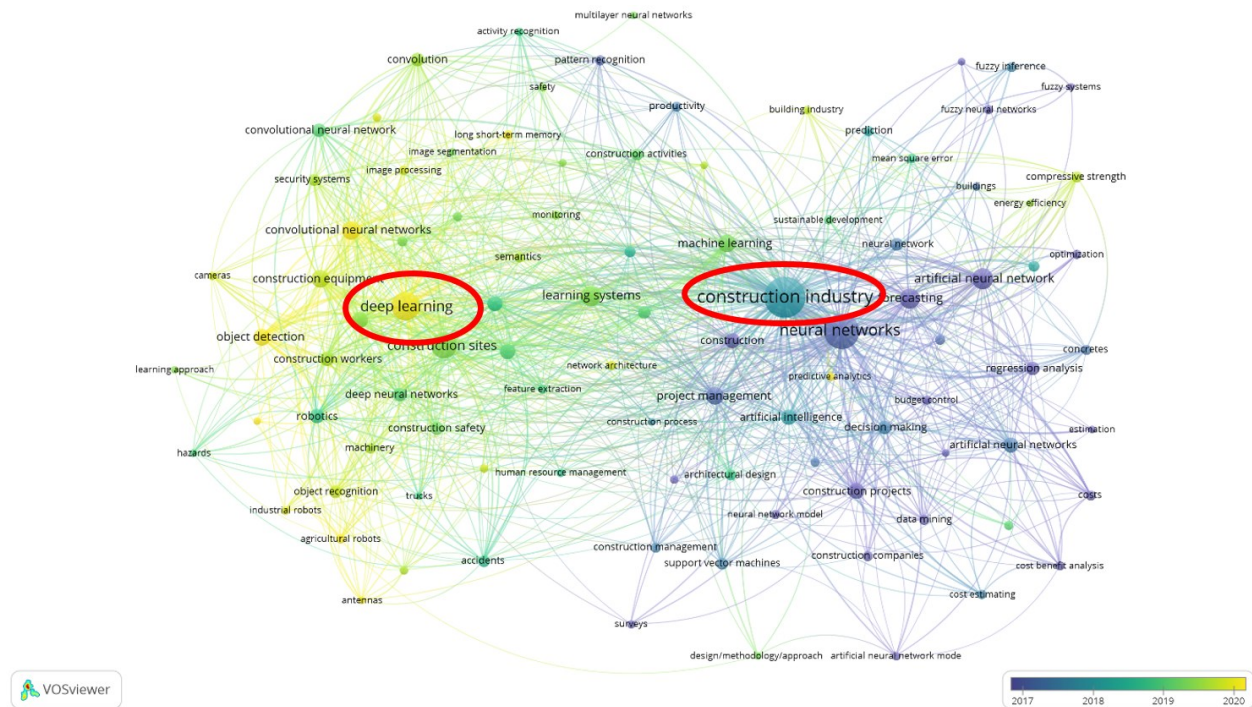 multilayer neural networks
activity recognition
convolution
pattern recognition
fuzzy inference
safety
fuzzy systems
productivity
building industry
fuzzy neural networks
convolutional neural network
long short-term memory
prediction
image segmentation
construction activities
mean square error
image processing
security systems
compressive strength
buildings
energy efficiency
monitoring
sustainable development
convolutional neural networks
machine learning
neural network
semantics
optimization
cameras
construction equipment
artificial neural network
learning systems
construction industry
forecasting
deep learning
neural networks
object detection
construction
construction sites
concretes
construction workers
network architecture
regression analysis
learning approach
predictive analytics
feature extraction
deep neural networks
project management
budget control
robotics
artificial intelligence
construction process
construction safety
decision making
estimation
machinery
artificial neural networks
hazards
human resource management
architectural design
object recognition
trucks
construction projects
costs
industrial robots
neural network model
data mining
agricultural robots
construction management
accidents
support vector machines
construction companies
cost benefit analysis
cost estimating
antennas
surveys
design/methodology/approach
artificial neural network mode
VOSviewer
2017 2018 2019 2020